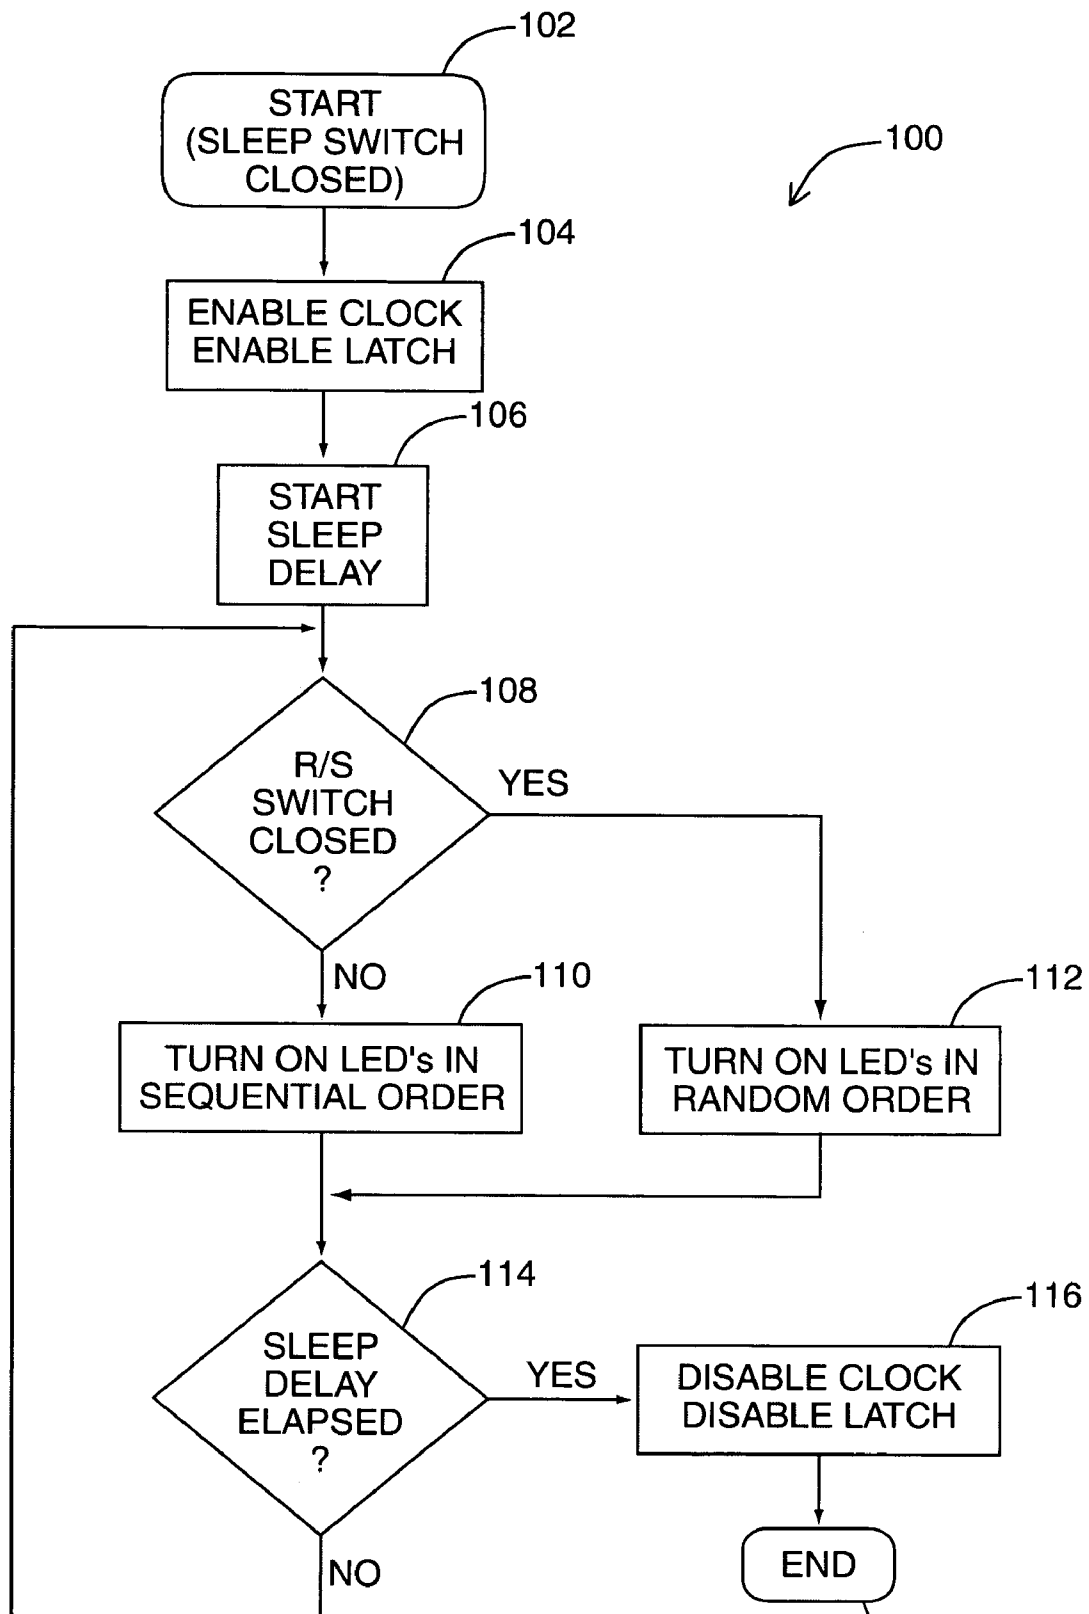 102
START
(SLEEP SWITCH
CLOSED)
100
104
ENABLE CLOCK
ENABLE LATCH
106
START
SLEEP
DELAY
108
R/S
SWITCH
CLOSED
?
YES
NO
110
112
TURN ON LED's IN
SEQUENTIAL ORDER
TURN ON LED's IN
RANDOM ORDER
114
116
SLEEP
DELAY
ELAPSED
?
YES
DISABLE CLOCK
DISABLE LATCH
NO
END